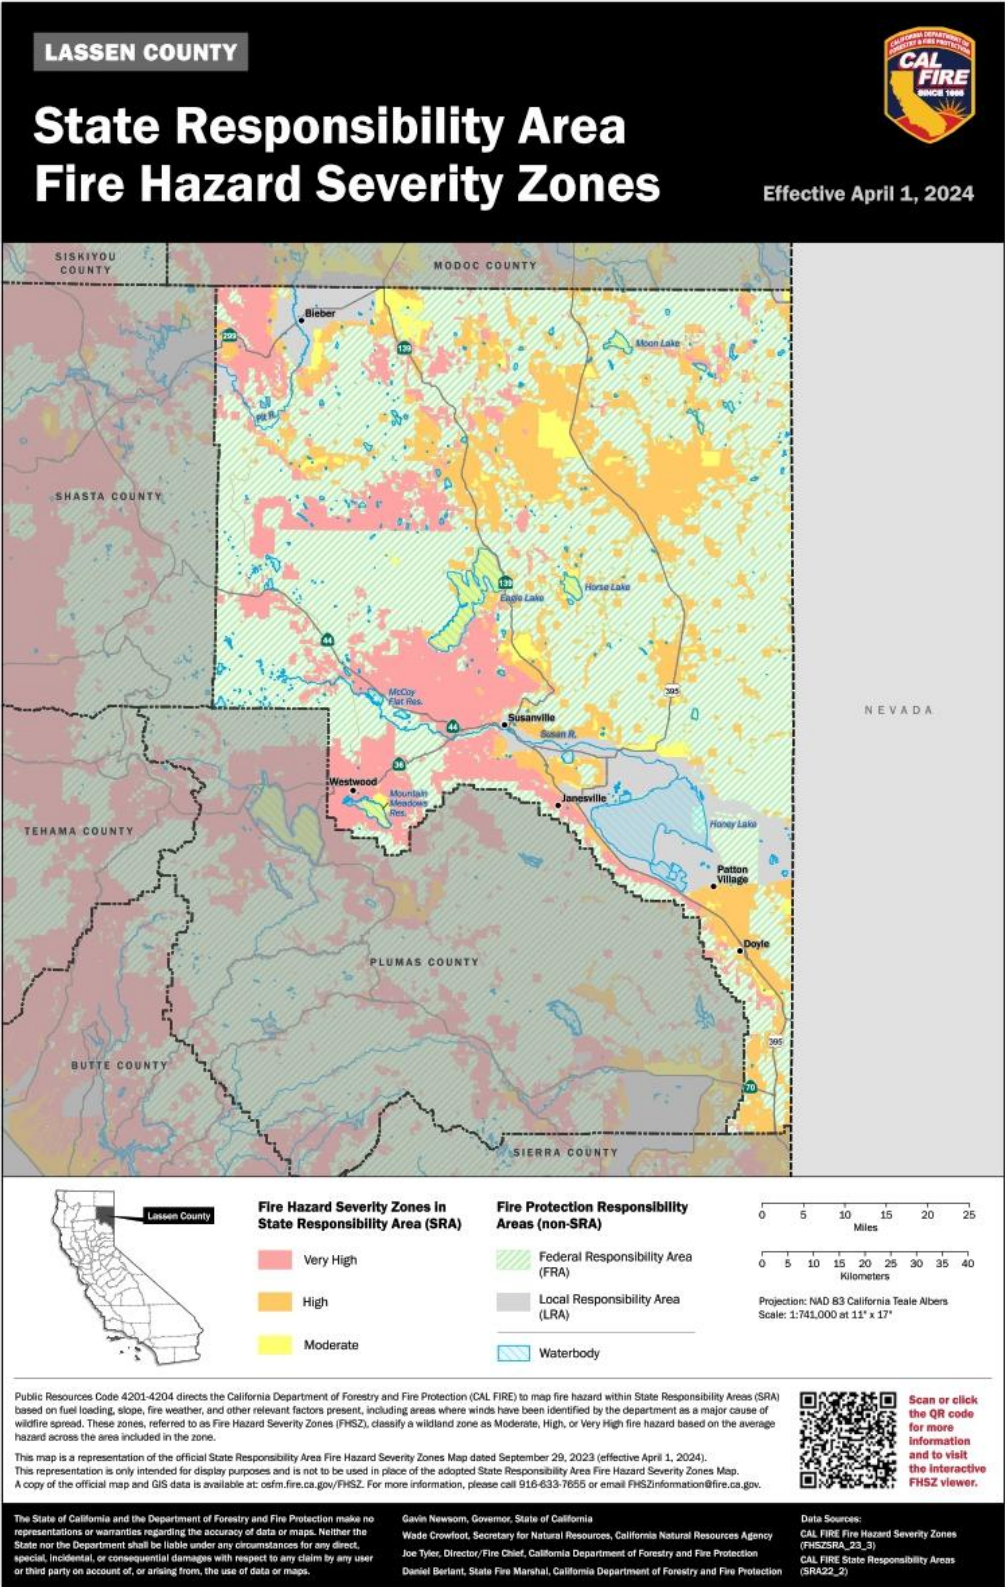 LASSEN COUNTY
State Responsibility Area
Fire Hazard Severity Zones
CALIFORNIA DEPARTMENT OF
FORESTRY & FIRE PROTECTION
CAL
FIRE
SINCE 1885
Effective April 1, 2024
SISKIYOU
COUNTY
MODOC COUNTY
Bieber
299
139
Moon Lake
Pit R.
SHASTA COUNTY
139
Eagle Lake
Horse Lake
44
395
McCoy
Flat Res.
NEVADA
Susanville
44
Susan R.
36
Westwood
Mountain
Meadows
Res.
Janesville
TEHAMA COUNTY
Honey Lake
Patton
Village
Doyle
PLUMAS COUNTY
395
BUTTE COUNTY
70
SIERRA COUNTY
Lassen County
Fire Hazard Severity Zones in
State Responsibility Area (SRA)
Very High
High
Moderate
Fire Protection Responsibility
Areas (non-SRA)
Federal Responsibility Area
(FRA)
Local Responsibility Area
(LRA)
Waterbody
0 5 10 15 20 25
Miles
0 5 10 15 20 25 30 35 40
Kilometers
Projection: NAD 83 California Teale Albers
Scale: 1:741,000 at 11" x 17"
Public Resources Code 4201-4204 directs the California Department of Forestry and Fire Protection (CAL FIRE) to map fire hazard within State Responsibility Areas (SRA)
based on fuel loading, slope, fire weather, and other relevant factors present, including areas where winds have been identified by the department as a major cause of
wildfire spread. These zones, referred to as Fire Hazard Severity Zones (FHSZ), classify a wildland zone as Moderate, High, or Very High fire hazard based on the average
hazard across the area included in the zone.
This map is a representation of the official State Responsibility Area Fire Hazard Severity Zones Map dated September 29, 2023 (effective April 1, 2024).
This representation is only intended for display purposes and is not to be used in place of the adopted State Responsibility Area Fire Hazard Severity Zones Map.
A copy of the official map and GIS data is available at: osfm.fire.ca.gov/FHSZ. For more information, please call 916-633-7655 or email FHSZinformation@fire.ca.gov.
Scan or click
the QR code
for more
information
and to visit
the interactive
FHSZ viewer.
The State of California and the Department of Forestry and Fire Protection make no
representations or warranties regarding the accuracy of data or maps. Neither the
State nor the Department shall be liable under any circumstances for any direct,
special, incidental, or consequential damages with respect to any claim by any user
or third party on account of, or arising from, the use of data or maps.
Gavin Newsom, Governor, State of California
Wade Crowfoot, Secretary for Natural Resources, California Natural Resources Agency
Joe Tyler, Director/Fire Chief, California Department of Forestry and Fire Protection
Daniel Berlant, State Fire Marshal, California Department of Forestry and Fire Protection
Data Sources:
CAL FIRE Fire Hazard Severity Zones
(FHSZSRA_23_3)
CAL FIRE State Responsibility Areas
(SRA22_2)